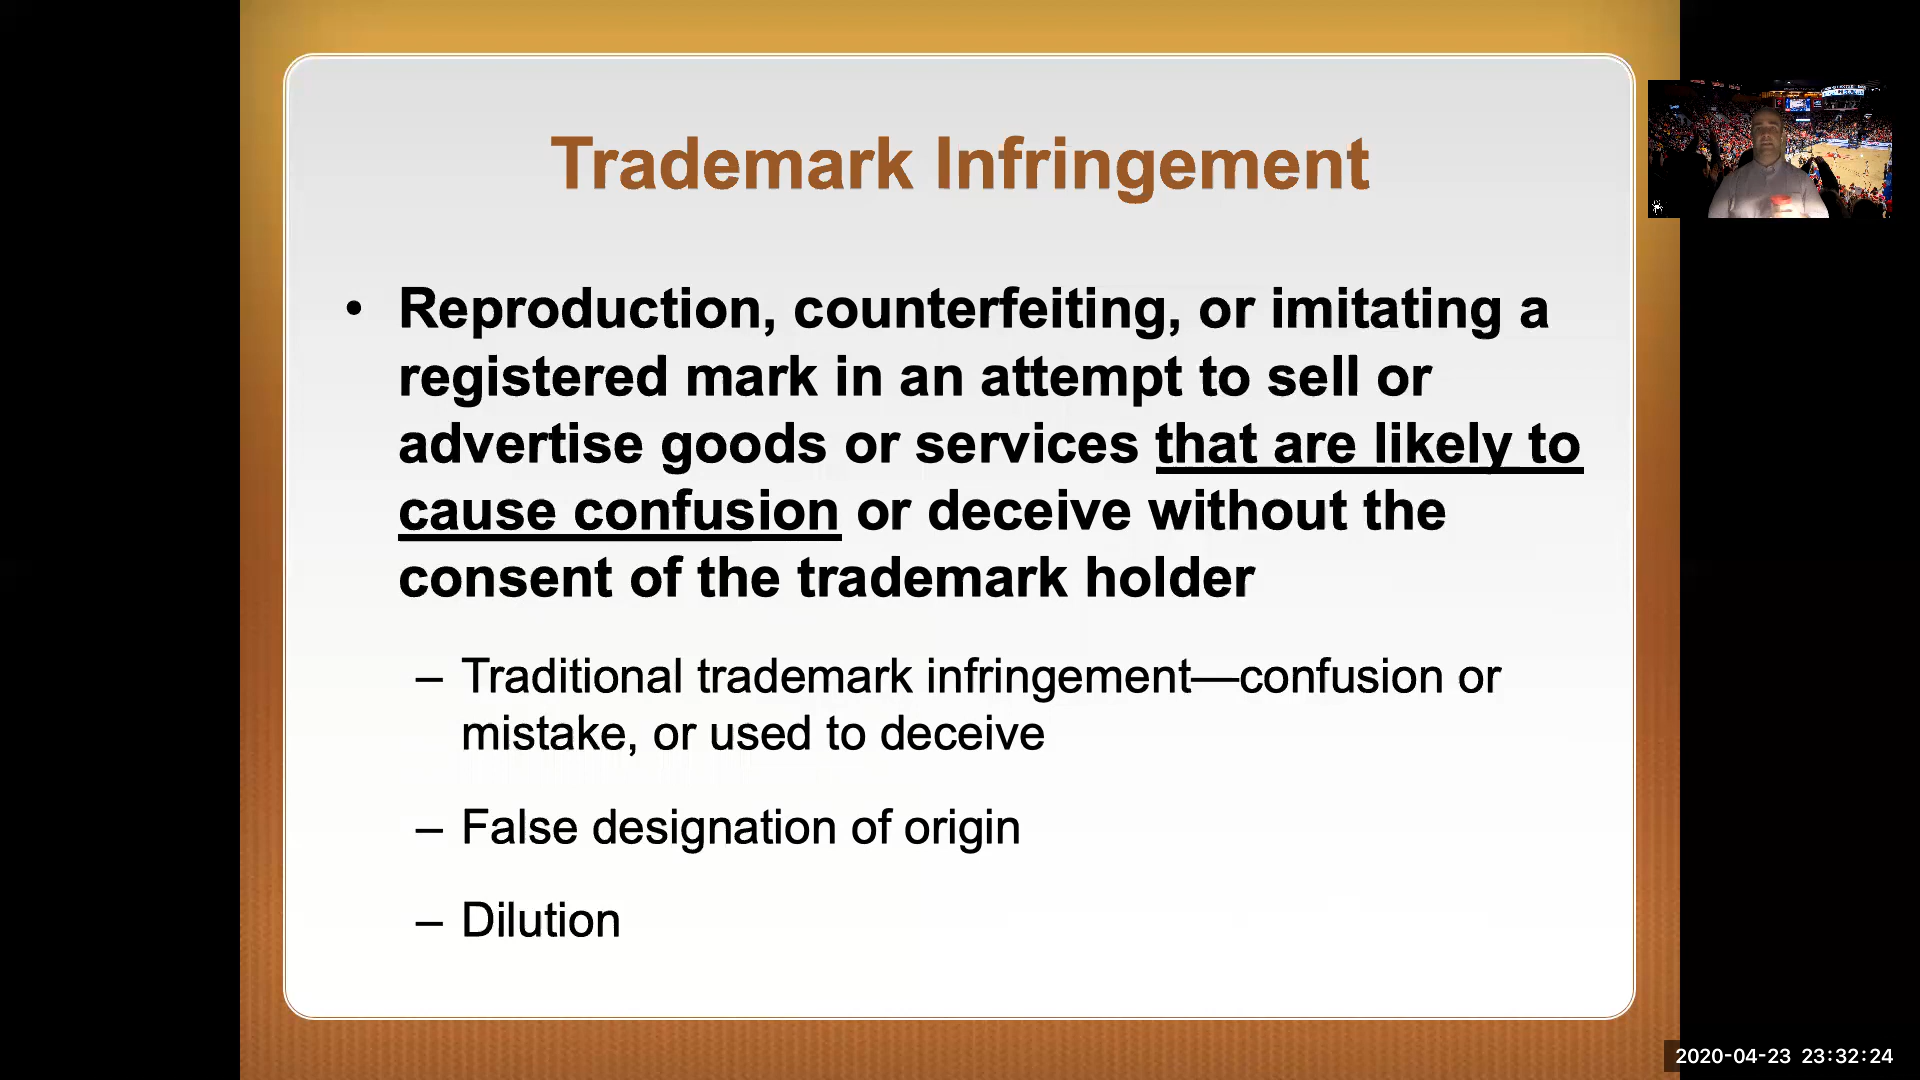 Trademark Infringement
• Reproduction, counterfeiting, or imitating a
registered mark in an attempt to sell or
advertise goods or services that are likely to
cause confusion or deceive without the
consent of the trademark holder
– Traditional trademark infringement—confusion or
mistake, or used to deceive
– False designation of origin
– Dilution
2020-04-23 23:32:24